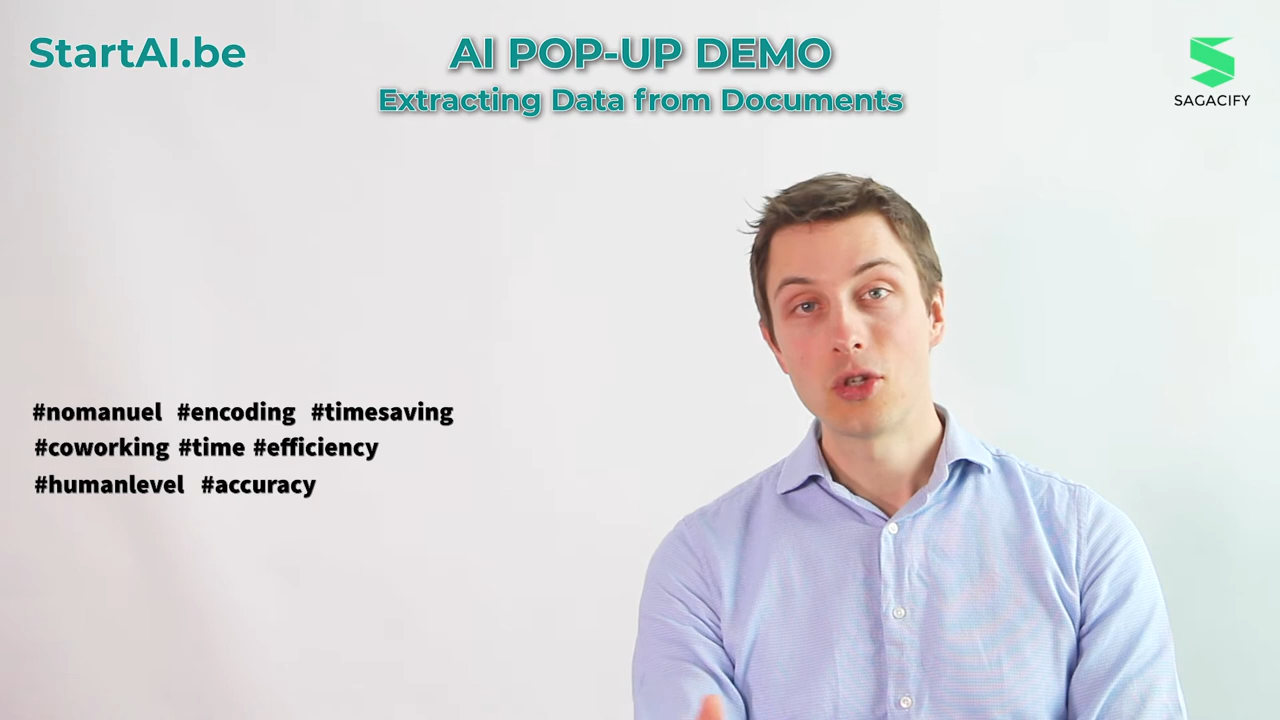 StartAI.be
AI POP-UP DEMO
Extracting Data from Documents
SAGACIFY
#nomanuel #encoding #timesaving
#coworking #time #efficiency
#humanlevel #accuracy